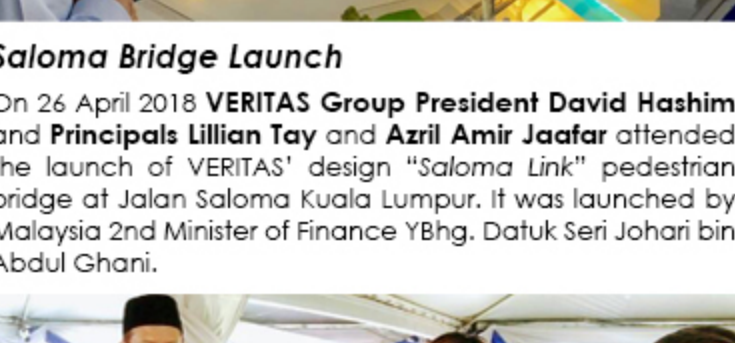 Saloma Bridge Launch
On 26 April 2018 VERITAS Group President David Hashim
and Principals Lillian Tay and Azril Amir Jaafar attended
the launch of VERITAS' design “Saloma Link” pedestrian
bridge at Jalan Saloma Kuala Lumpur. It was launched by
Malaysia 2nd Minister of Finance YBhg. Datuk Seri Johari bin
Abdul Ghani.